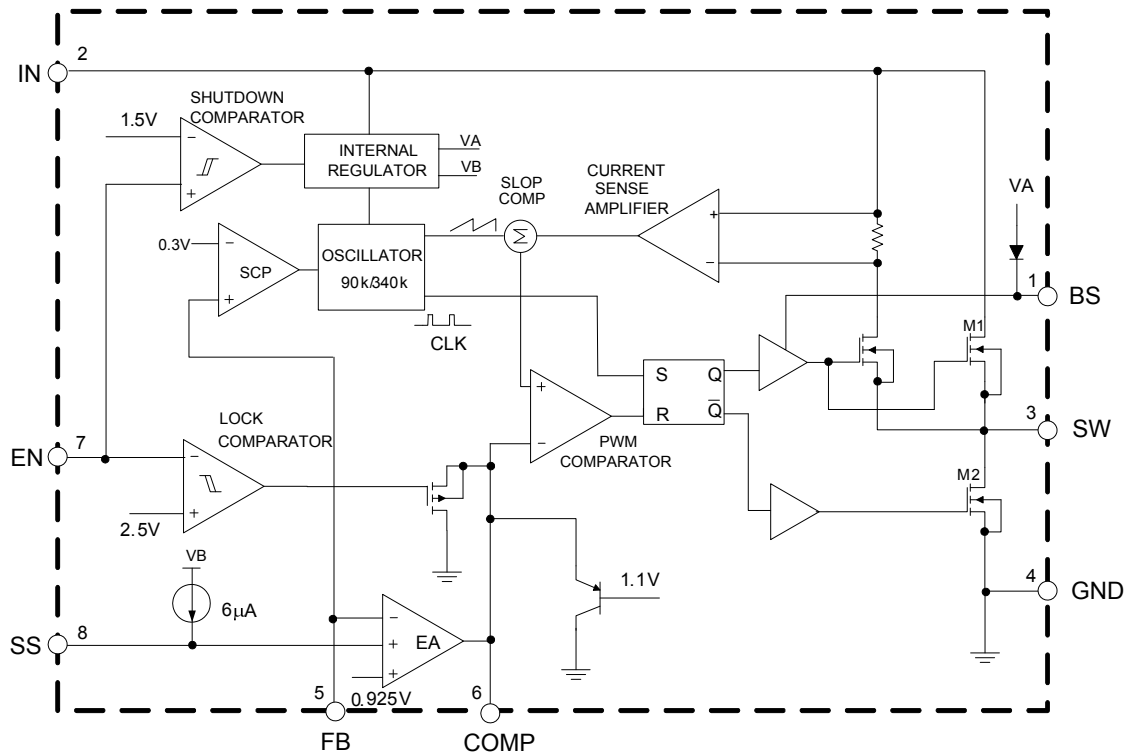 2
IN
SHUTDOWN
COMPARATOR
1.5V
−
+
INTERNAL
REGULATOR
VA
VB
SLOP
COMP
Σ
CURRENT
SENSE
AMPLIFIER
+
−
VA
0.3V
−
SCP
+
OSCILLATOR
90k/340k
CLK
1
BS
M1
S
Q
R
Q̅
+
−
PWM
COMPARATOR
3
SW
LOCK
COMPARATOR
7
EN
−
+
2.5V
M2
VB
6µA
1.1V
4
GND
8
SS
−
+
+
EA
0.925V
5
6
FB
COMP